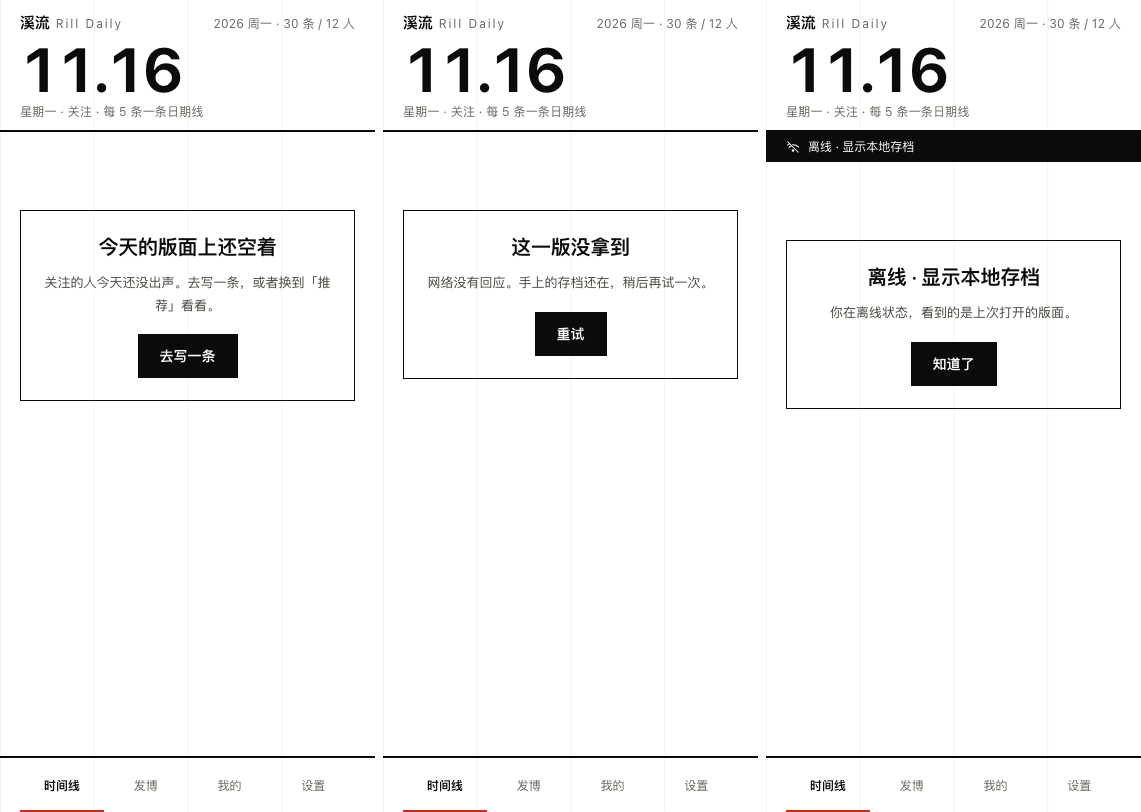 溪流 Rill Daily
2026 周一 · 30 条 / 12 人
11.16
星期一 · 关注 · 每 5 条一条日期线
今天的版面上还空着
关注的人今天还没出声。去写一条，或者换到「推
荐」看看。
去写一条
时间线
发博
我的
设置
溪流 Rill Daily
2026 周一 · 30 条 / 12 人
11.16
星期一 · 关注 · 每 5 条一条日期线
这一版没拿到
网络没有回应。手上的存档还在，稍后再试一次。
重试
时间线
发博
我的
设置
溪流 Rill Daily
2026 周一 · 30 条 / 12 人
11.16
星期一 · 关注 · 每 5 条一条日期线
离线 · 显示本地存档
离线 · 显示本地存档
你在离线状态，看到的是上次打开的版面。
知道了
时间线
发博
我的
设置